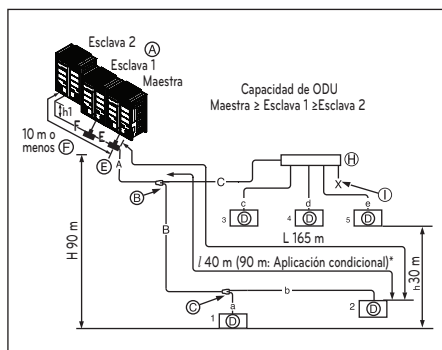 Esclava 2 Ⓐ
Esclava 1
Maestra
Capacidad de ODU
Maestra ≥ Esclava 1 ≥Esclava 2
h1
10 m o
menos Ⓕ
F
E
Ⓔ
A
Ⓗ
C
X
Ⓘ
Ⓑ
c
d
e
3 Ⓓ
4 Ⓓ
5 Ⓓ
H 90 m
B
L 165 m
l 40 m (90 m: Aplicación condicional)*
h 30 m
Ⓒ
b
a
2 Ⓓ
1 Ⓓ